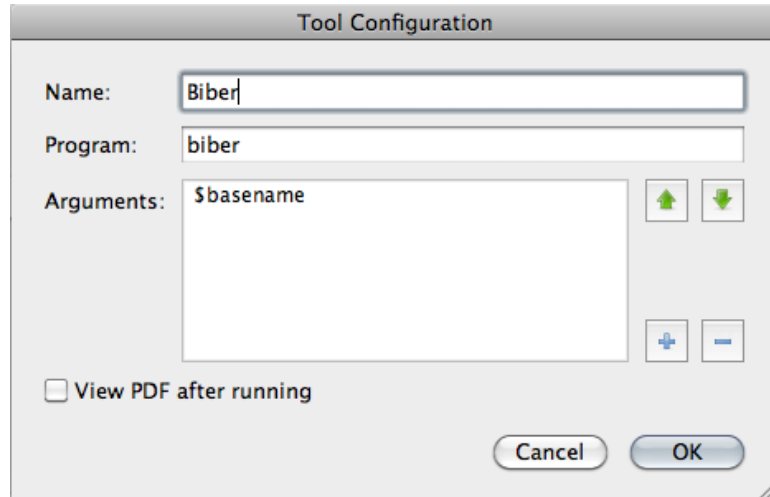 Tool Configuration
Name: Biber
Program: biber
Arguments: $basename
View PDF after running
Cancel OK